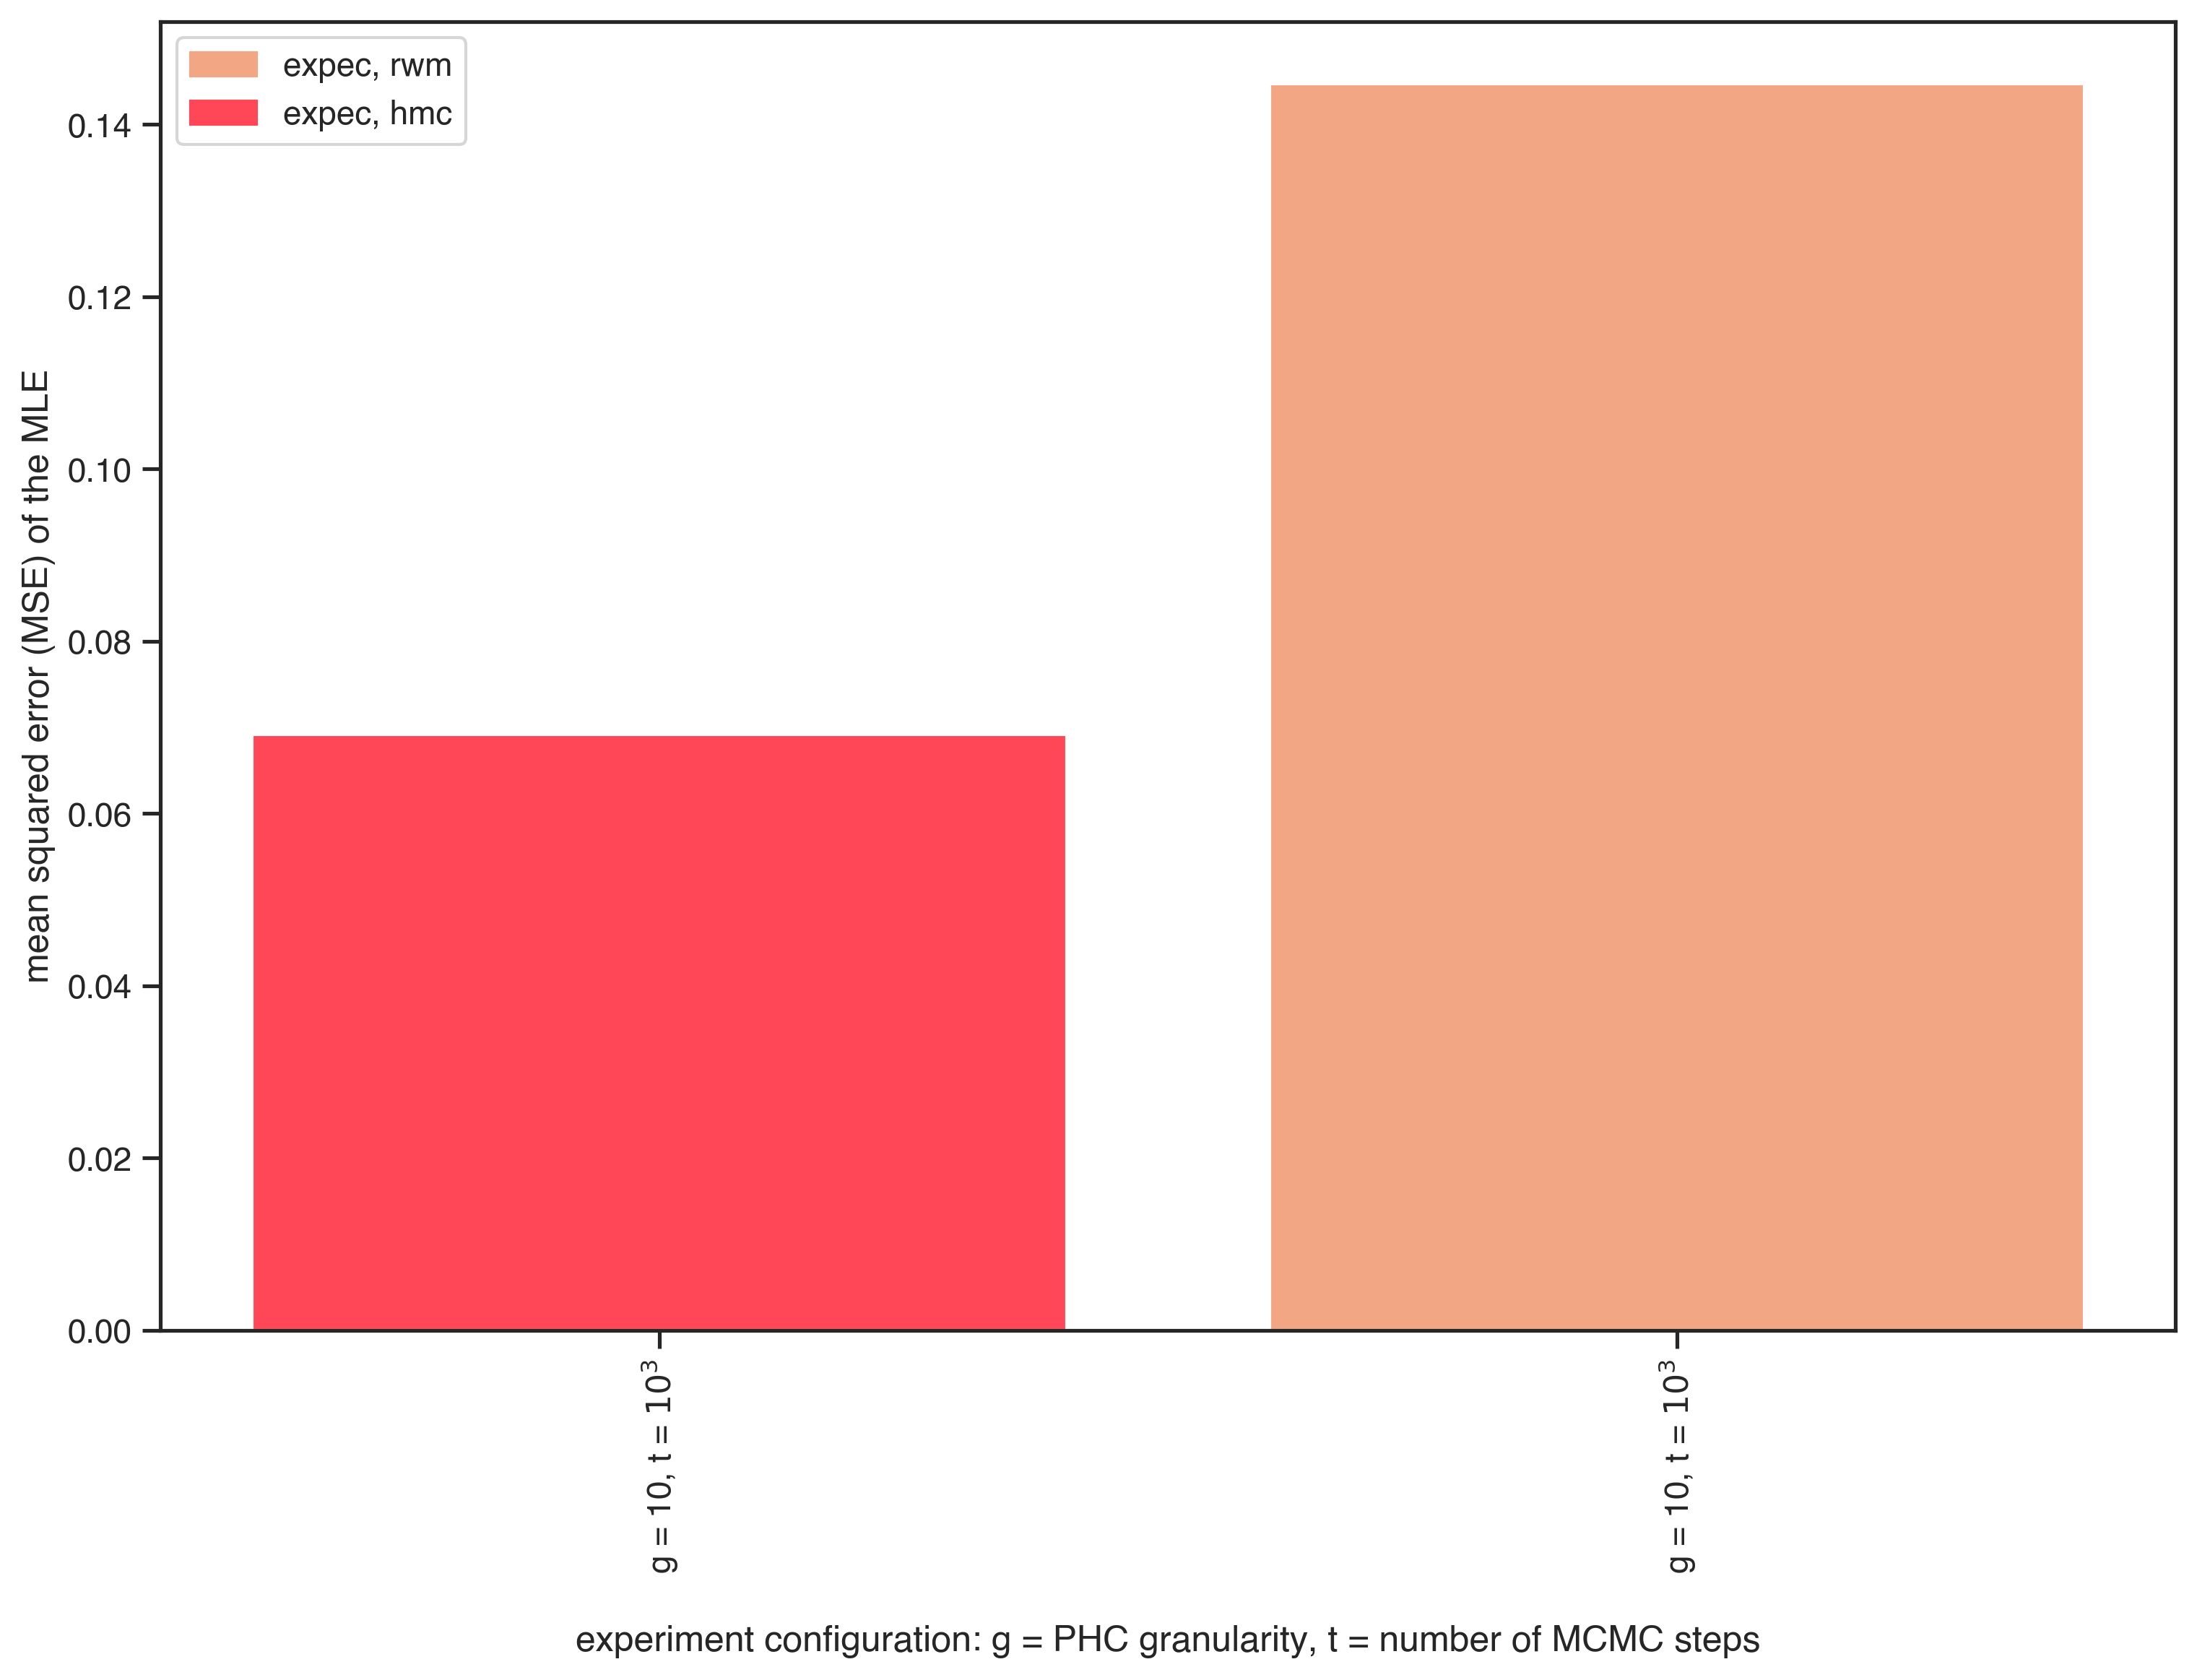 expec, rwm
expec, hmc
mean squared error (MSE) of the MLE
0.14
0.12
0.10
0.08
0.06
0.04
0.02
0.00
g = 10, t = 10³
g = 10, t = 10³
experiment configuration: g = PHC granularity, t = number of MCMC steps